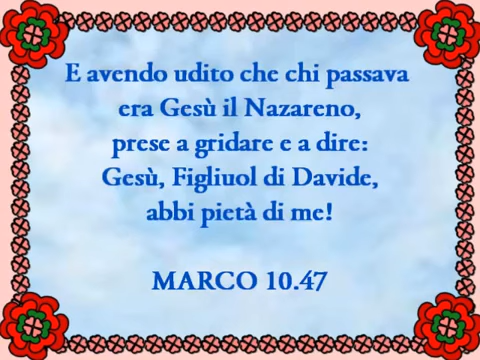 E avendo udito che chi passava
era Gesù il Nazareno,
prese a gridare e a dire:
Gesù, Figliuol di Davide,
abbi pietà di me!
MARCO 10.47